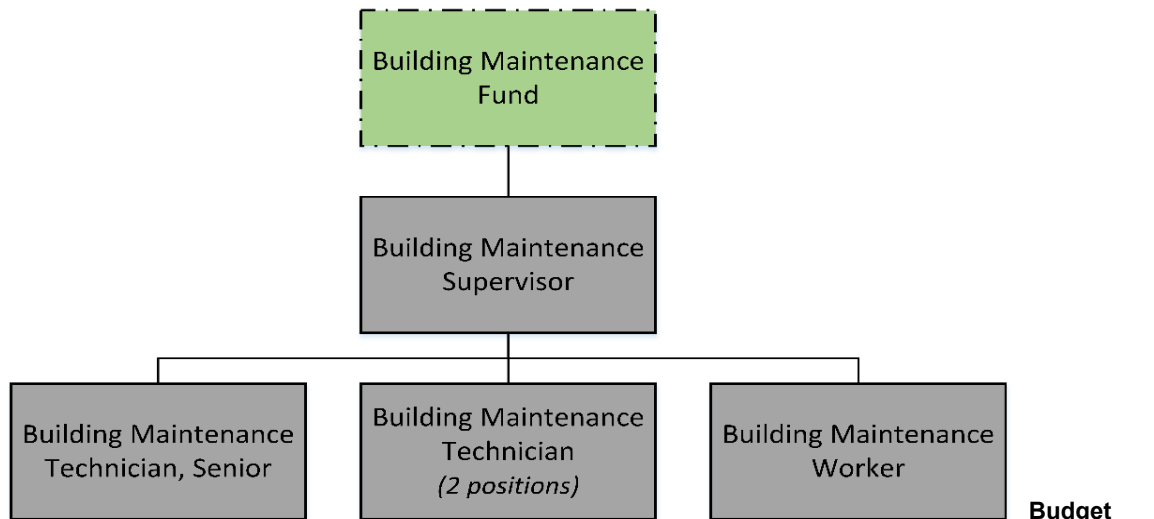 Building Maintenance
Fund
Building Maintenance
Supervisor
Building Maintenance
Technician, Senior
Building Maintenance
Technician
(2 positions)
Building Maintenance
Worker
Budget